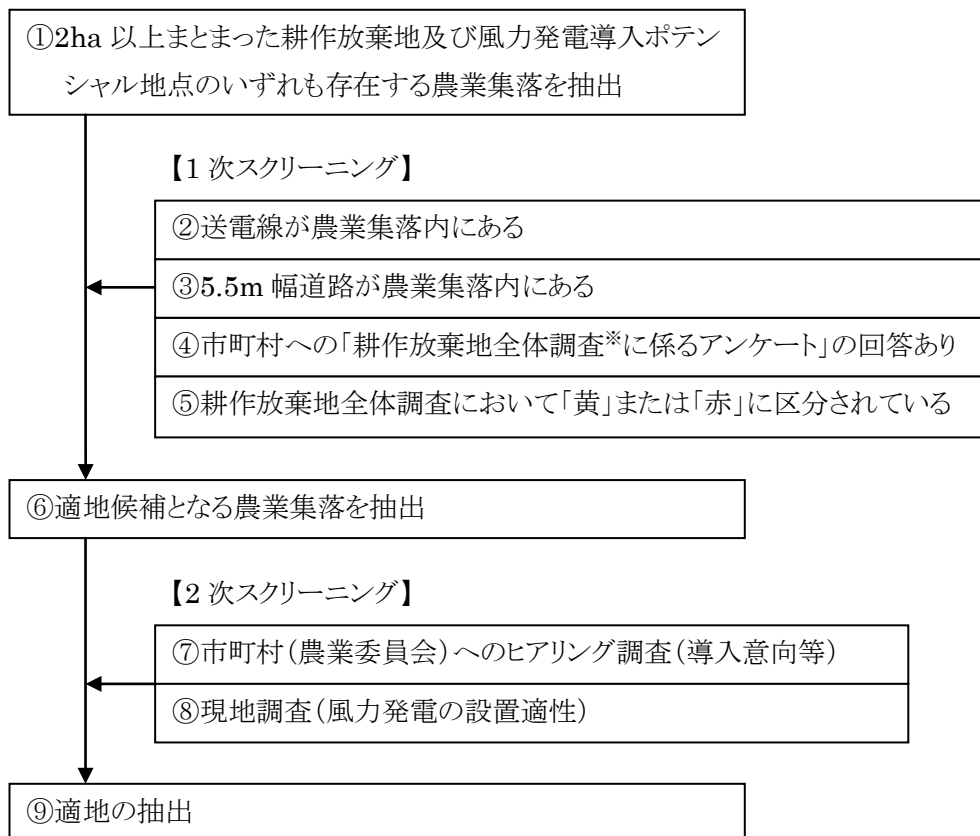 ①2ha 以上まとまった耕作放棄地及び風力発電導入ポテン
シャル地点のいずれも存在する農業集落を抽出
【1 次スクリーニング】
②送電線が農業集落内にある
③5.5m 幅道路が農業集落内にある
④市町村への「耕作放棄地全体調査※に係るアンケート」の回答あり
⑤耕作放棄地全体調査において「黄」または「赤」に区分されている
⑥適地候補となる農業集落を抽出
【2 次スクリーニング】
⑦市町村(農業委員会)へのヒアリング調査(導入意向等)
⑧現地調査(風力発電の設置適性)
⑨適地の抽出